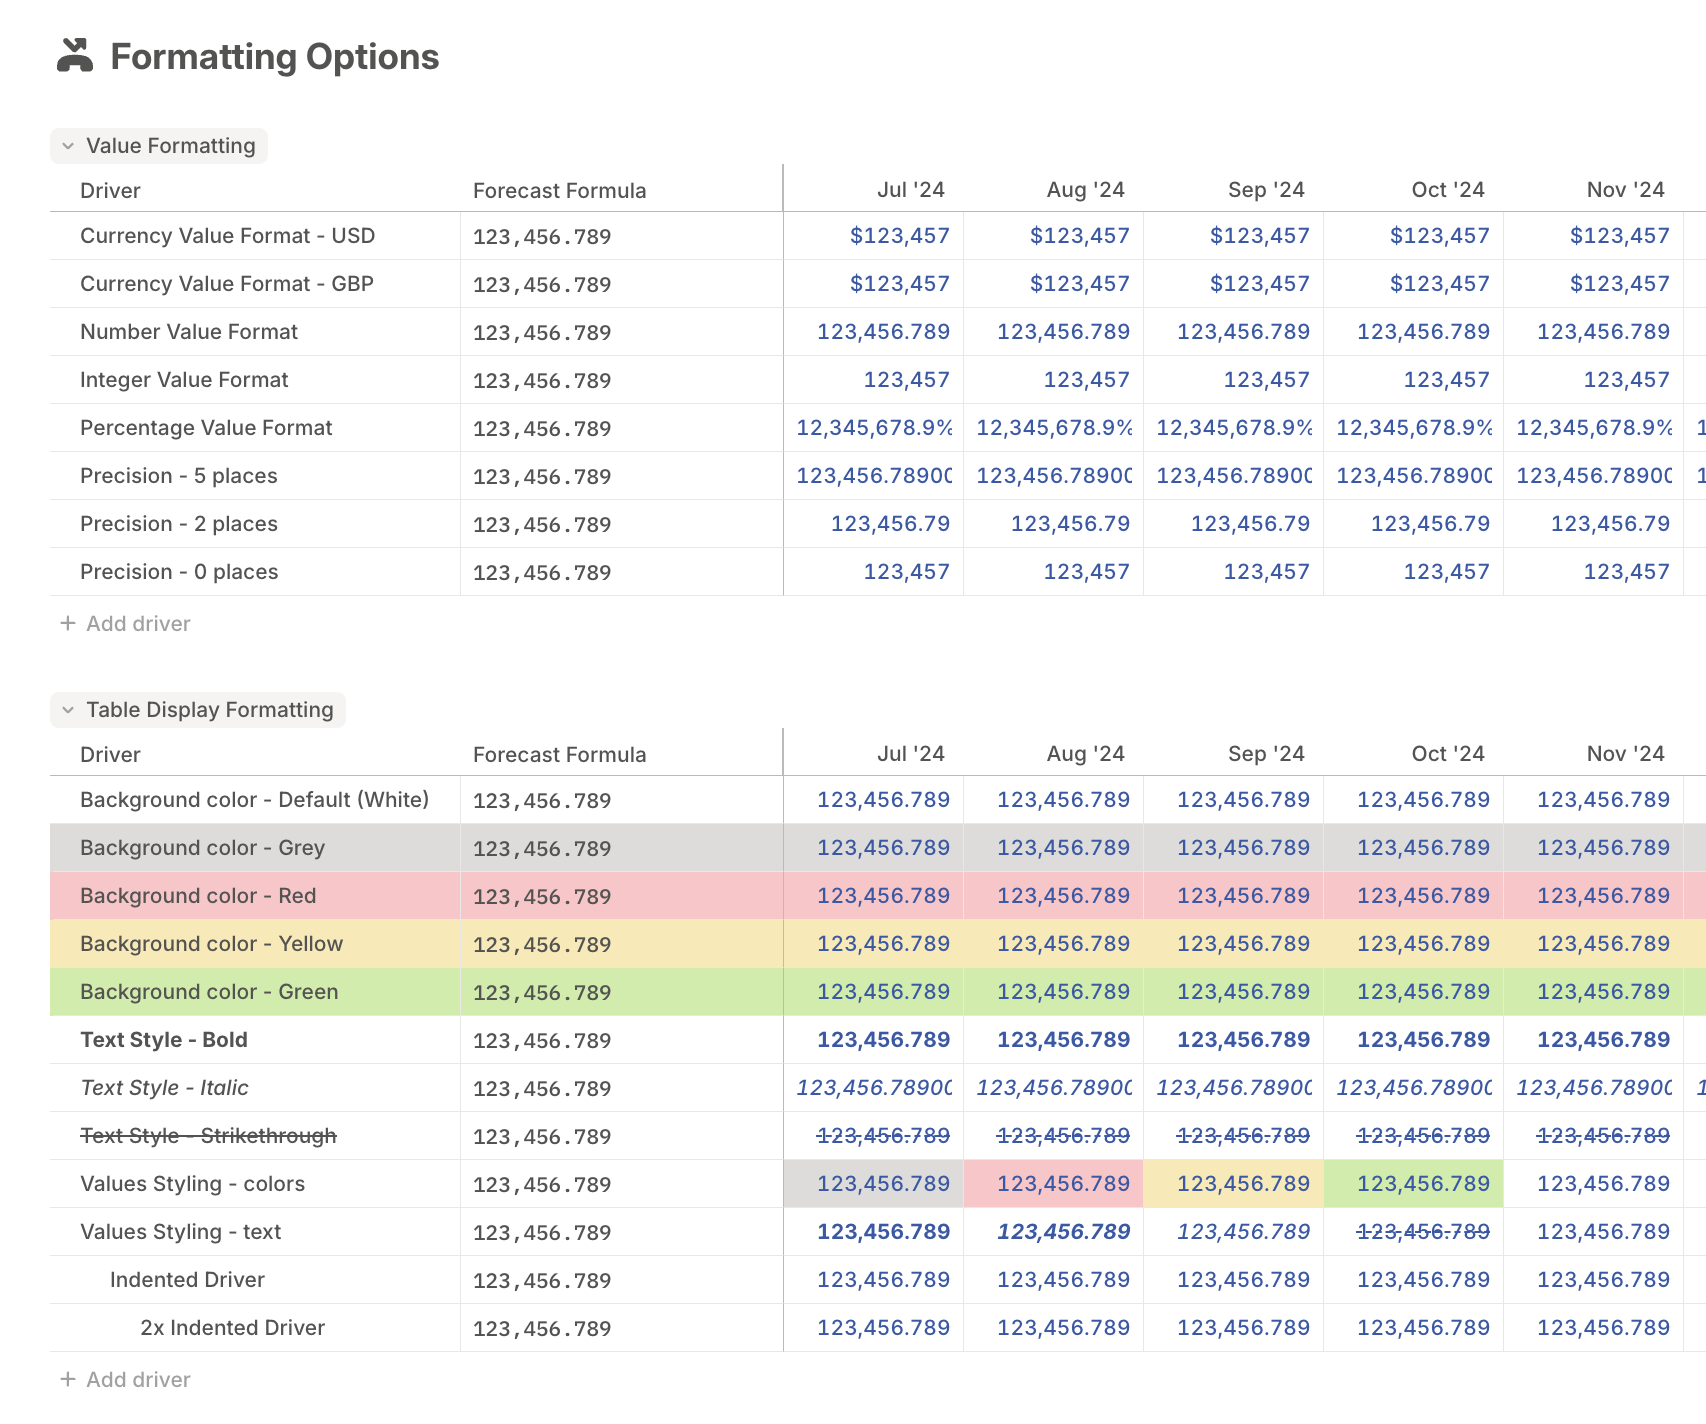 Formatting Options
Value Formatting
Driver Forecast Formula Jul '24 Aug '24 Sep '24 Oct '24 Nov '24
Currency Value Format - USD 123,456.789 $123,457 $123,457 $123,457 $123,457 $123,457
Currency Value Format - GBP 123,456.789 $123,457 $123,457 $123,457 $123,457 $123,457
Number Value Format 123,456.789 123,456.789 123,456.789 123,456.789 123,456.789 123,456.789
Integer Value Format 123,456.789 123,457 123,457 123,457 123,457 123,457
Percentage Value Format 123,456.789 12,345,678.9% 12,345,678.9% 12,345,678.9% 12,345,678.9% 12,345,678.9% 1
Precision - 5 places 123,456.789 123,456.78900 123,456.78900 123,456.78900 123,456.78900 123,456.78900 1
Precision - 2 places 123,456.789 123,456.79 123,456.79 123,456.79 123,456.79 123,456.79
Precision - 0 places 123,456.789 123,457 123,457 123,457 123,457 123,457
+ Add driver
Table Display Formatting
Driver Forecast Formula Jul '24 Aug '24 Sep '24 Oct '24 Nov '24
Background color - Default (White) 123,456.789 123,456.789 123,456.789 123,456.789 123,456.789 123,456.789
Background color - Grey 123,456.789 123,456.789 123,456.789 123,456.789 123,456.789 123,456.789
Background color - Red 123,456.789 123,456.789 123,456.789 123,456.789 123,456.789 123,456.789
Background color - Yellow 123,456.789 123,456.789 123,456.789 123,456.789 123,456.789 123,456.789
Background color - Green 123,456.789 123,456.789 123,456.789 123,456.789 123,456.789 123,456.789
Text Style - Bold 123,456.789 123,456.789 123,456.789 123,456.789 123,456.789 123,456.789
Text Style - Italic 123,456.789 123,456.78900 123,456.78900 123,456.78900 123,456.78900 123,456.78900 1
Text Style - Strikethrough 123,456.789 123,456.789 123,456.789 123,456.789 123,456.789 123,456.789
Values Styling - colors 123,456.789 123,456.789 123,456.789 123,456.789 123,456.789 123,456.789
Values Styling - text 123,456.789 123,456.789 123,456.789 123,456.789 123,456.789 123,456.789
Indented Driver 123,456.789 123,456.789 123,456.789 123,456.789 123,456.789 123,456.789
2x Indented Driver 123,456.789 123,456.789 123,456.789 123,456.789 123,456.789 123,456.789
+ Add driver